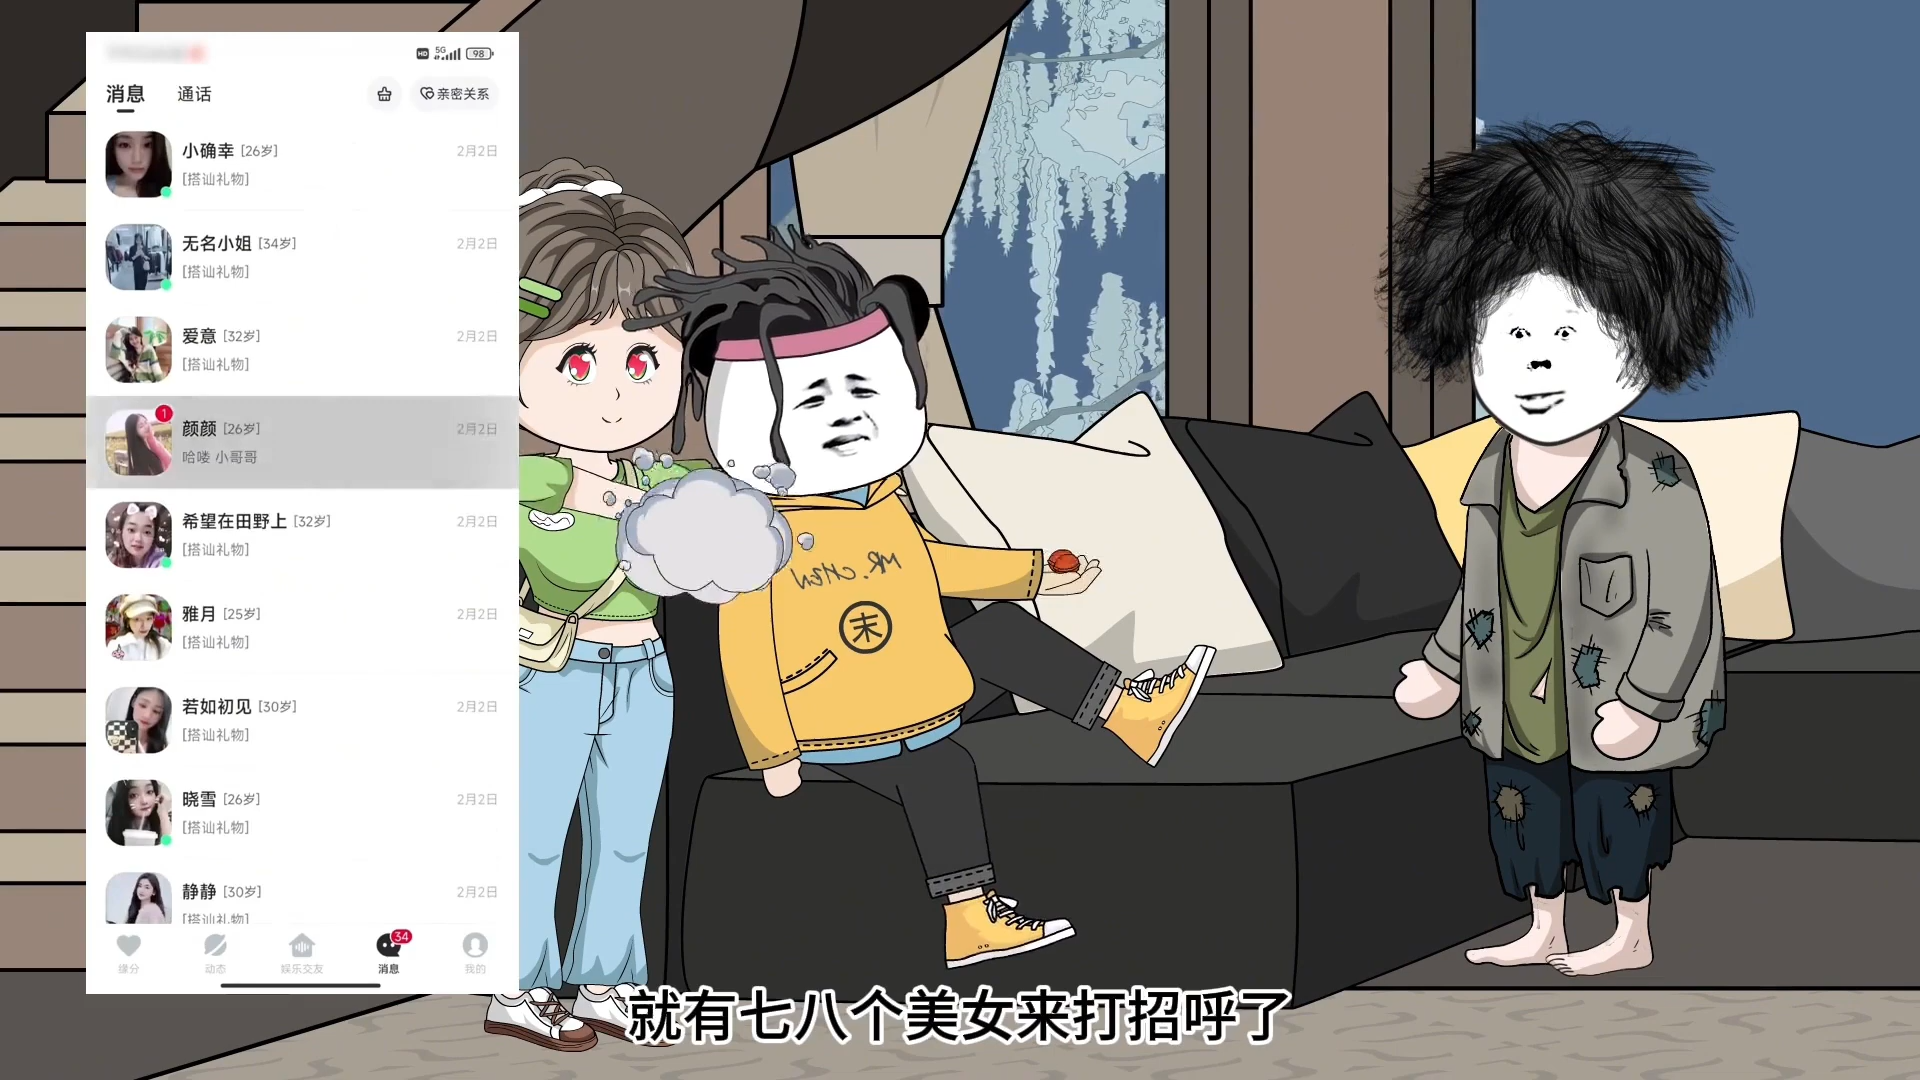 HD 5G 98
消息 通话 亲密关系
小确幸 [26岁] 2月2日
[搭讪礼物]
无名小姐 [34岁] 2月2日
[搭讪礼物]
爱意 [32岁] 2月2日
[搭讪礼物]
1
颜颜 [26岁] 2月2日
哈喽 小哥哥
希望在田野上 [32岁] 2月2日
[搭讪礼物]
雅月 [25岁] 2月2日
[搭讪礼物]
若如初见 [30岁] 2月2日
[搭讪礼物]
晓雪 [26岁] 2月2日
[搭讪礼物]
静静 [30岁] 2月2日
[搭讪礼物]
34
缘分 动态 娱乐交友 消息 我的
MR. CHEN
末
就有七八个美女来打招呼了